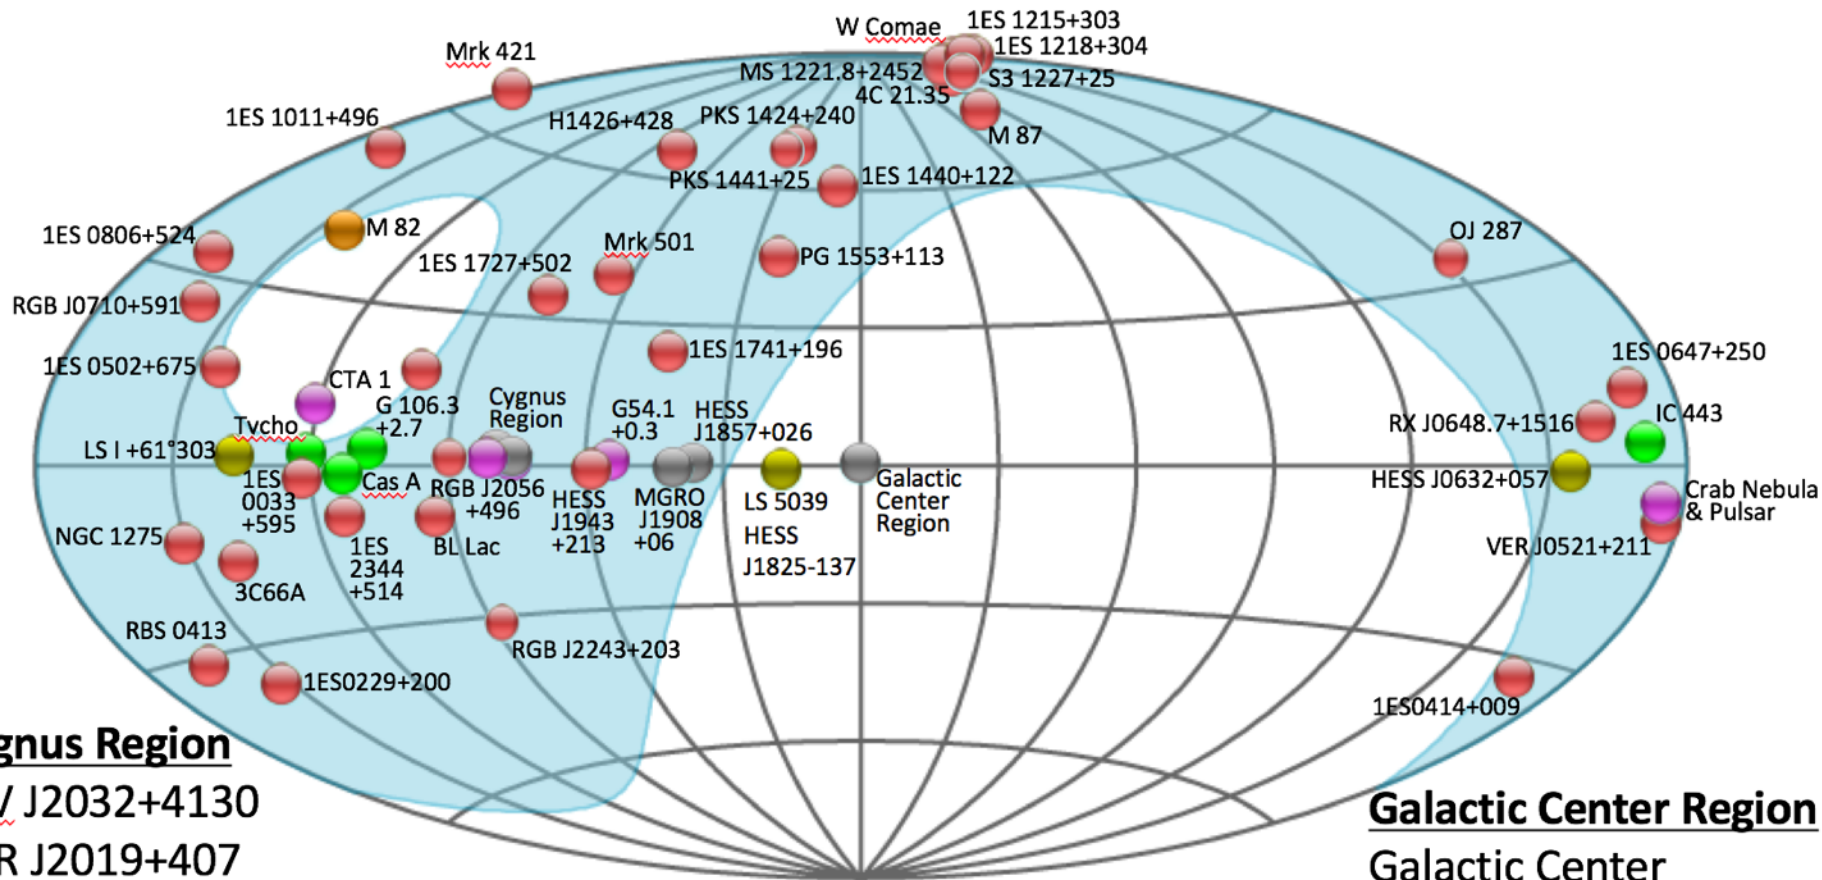 W Comae
1ES 1215+303
1ES 1218+304
Mrk 421
MS 1221.8+2452
S3 1227+25
4C 21.35
1ES 1011+496
H1426+428
PKS 1424+240
M 87
PKS 1441+25
1ES 1440+122
1ES 0806+524
M 82
OJ 287
Mrk 501
1ES 1727+502
PG 1553+113
RGB J0710+591
1ES 1741+196
1ES 0502+675
1ES 0647+250
CTA 1
G 106.3
+2.7
Cygnus
Region
G54.1
+0.3
HESS
J1857+026
RX J0648.7+1516
IC 443
Tycho
LS I +61°303
Cas A
1ES
0033
+595
RGB J2056
+496
HESS
J1943
+213
MGRO
J1908
+06
LS 5039
HESS
J1825-137
Galactic
Center
Region
HESS J0632+057
Crab Nebula
& Pulsar
NGC 1275
BL Lac
VER J0521+211
3C66A
1ES
2344
+514
RBS 0413
RGB J2243+203
1ES0229+200
1ES0414+009
gnus Region
V J2032+4130
R J2019+407
Galactic Center Region
Galactic Center